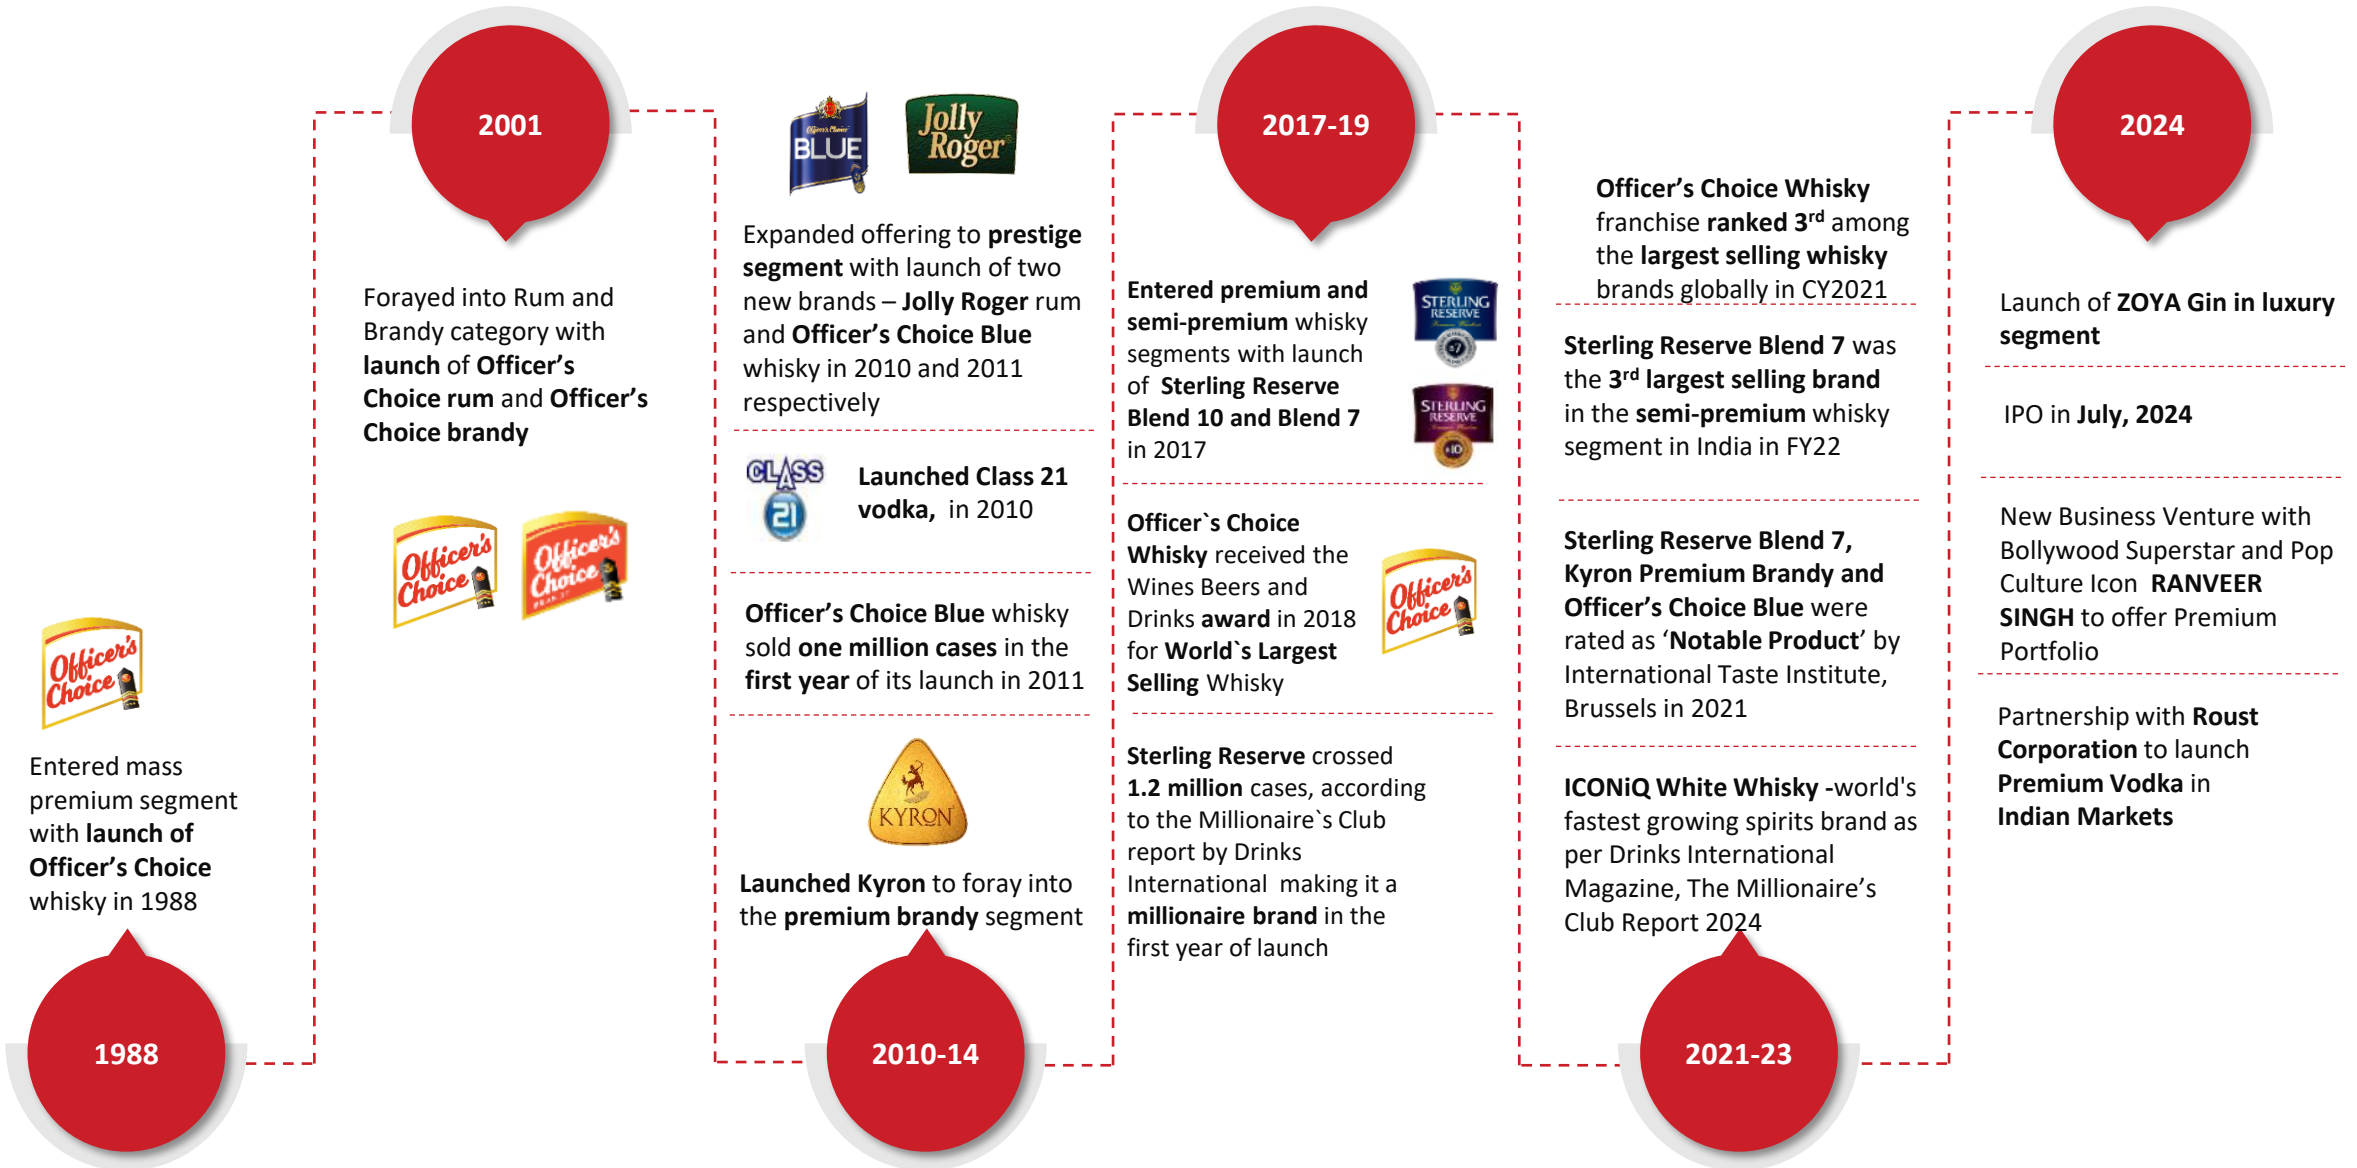 Officer's
Choice
Entered mass
premium segment
with launch of
Officer’s Choice
whisky in 1988
1988
2001
Forayed into Rum and
Brandy category with
launch of Officer’s
Choice rum and Officer’s
Choice brandy
Officer's
Choice
Officer's
Choice
BRANDY
Officer's Choice
BLUE
Jolly
Roger
Expanded offering to prestige
segment with launch of two
new brands – Jolly Roger rum
and Officer’s Choice Blue
whisky in 2010 and 2011
respectively
CLASS
21
Launched Class 21
vodka, in 2010
Officer’s Choice Blue whisky
sold one million cases in the
first year of its launch in 2011
KYRON
Launched Kyron to foray into
the premium brandy segment
2010-14
2017-19
Entered premium and
semi-premium whisky
segments with launch
of Sterling Reserve
Blend 10 and Blend 7
in 2017
STERLING
RESERVE
7
STERLING
RESERVE
10
Officer`s Choice
Whisky received the
Wines Beers and
Drinks award in 2018
for World`s Largest
Selling Whisky
Officer's
Choice
Sterling Reserve crossed
1.2 million cases, according
to the Millionaire`s Club
report by Drinks
International making it a
millionaire brand in the
first year of launch
Officer’s Choice Whisky
franchise ranked 3rd among
the largest selling whisky
brands globally in CY2021
Sterling Reserve Blend 7 was
the 3rd largest selling brand
in the semi-premium whisky
segment in India in FY22
Sterling Reserve Blend 7,
Kyron Premium Brandy and
Officer’s Choice Blue were
rated as ‘Notable Product’ by
International Taste Institute,
Brussels in 2021
ICONiQ White Whisky -world's
fastest growing spirits brand as
per Drinks International
Magazine, The Millionaire’s
Club Report 2024
2021-23
2024
Launch of ZOYA Gin in luxury
segment
IPO in July, 2024
New Business Venture with
Bollywood Superstar and Pop
Culture Icon RANVEER
SINGH to offer Premium
Portfolio
Partnership with Roust
Corporation to launch
Premium Vodka in
Indian Markets